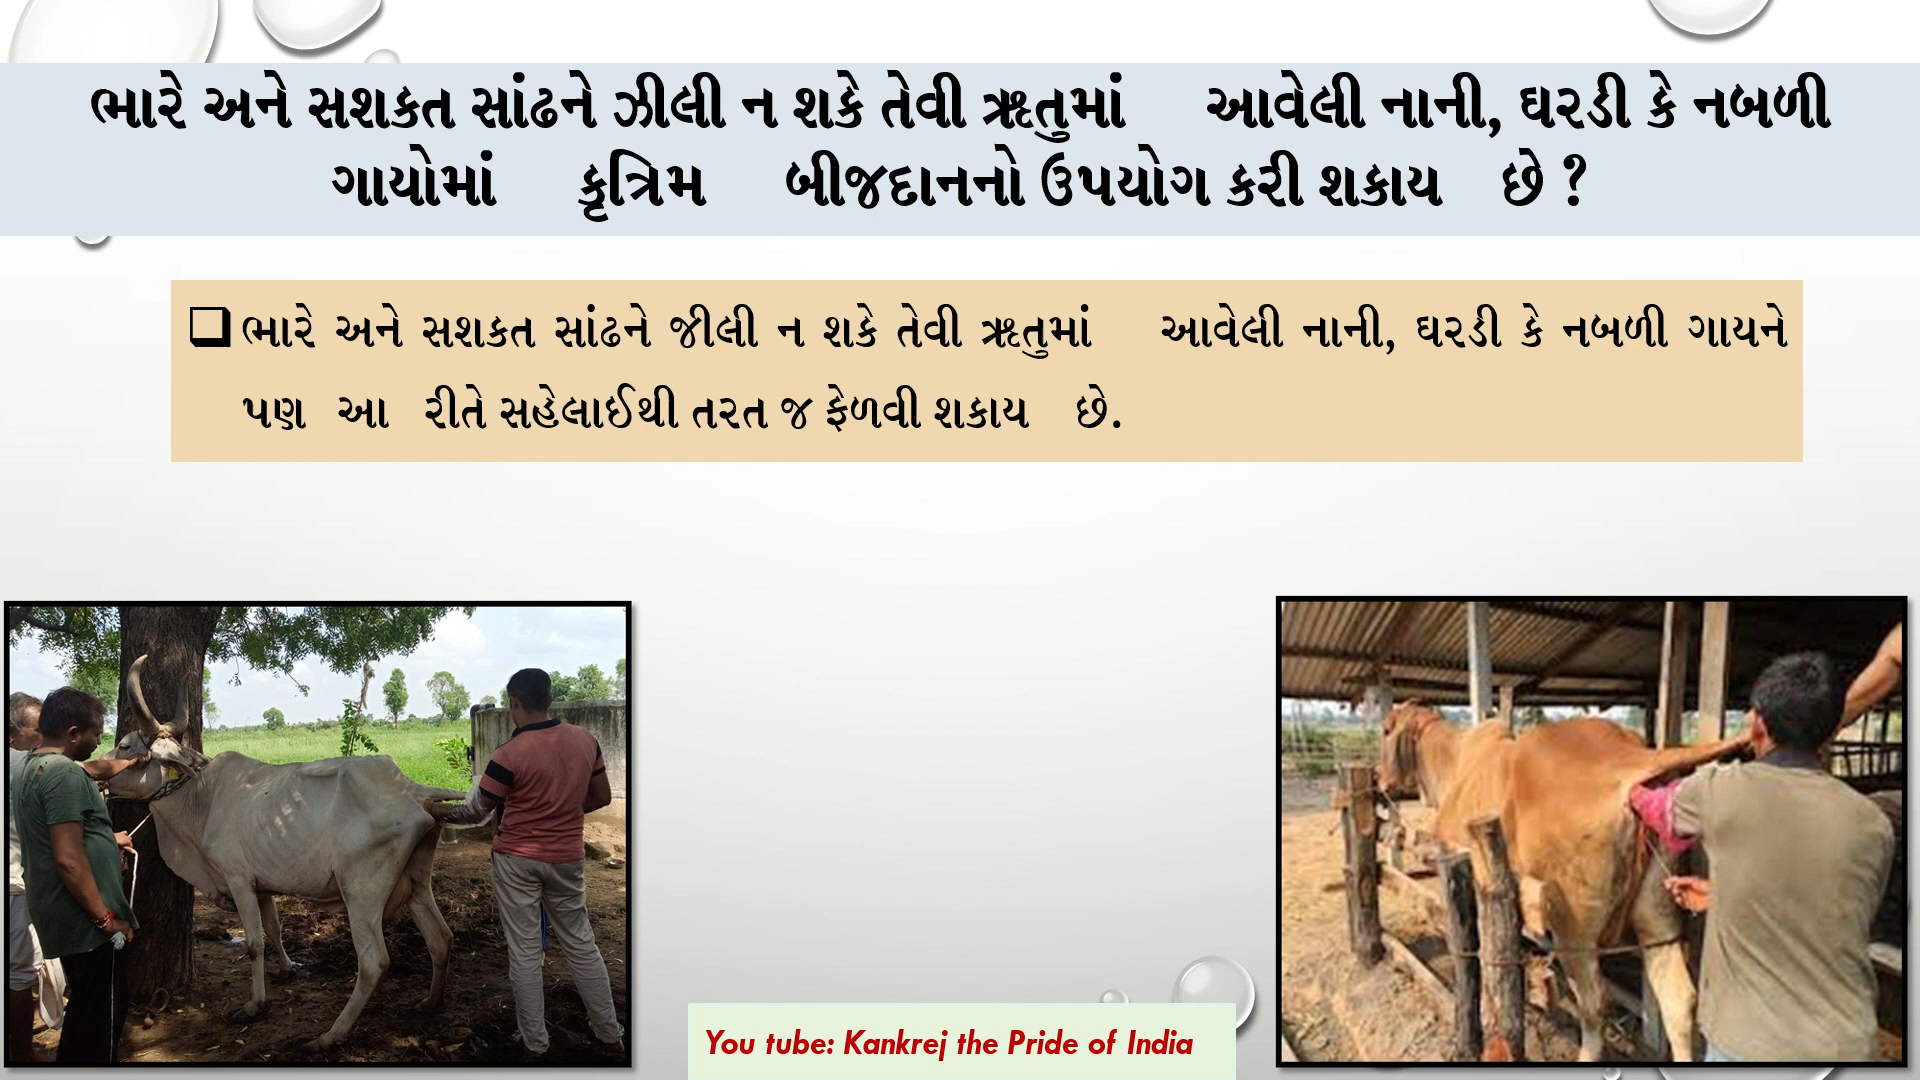 ભારે અને સશકત સાંઢને ઝીલી ન શકે તેવી ઋતુમાં આવેલી નાની, ઘરડી કે નબળી
ગાયોમાં કૃત્રિમ બીજદાનનો ઉપયોગ કરી શકાય છે ?
❑ ભારે અને સશકત સાંઢને જીલી ન શકે તેવી ઋતુમાં આવેલી નાની, ઘરડી કે નબળી ગાયને
પણ આ રીતે સહેલાઈથી તરત જ ફેળવી શકાય છે.
You tube: Kankrej the Pride of India